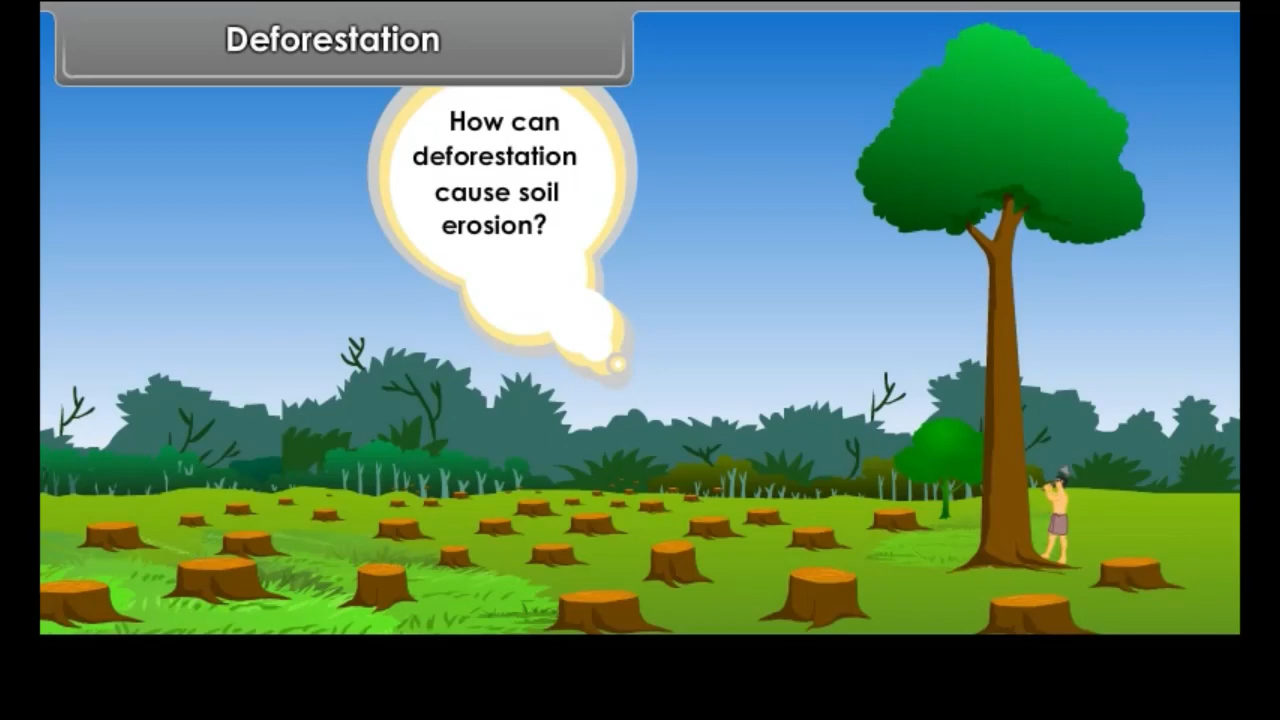 Deforestation
How can
deforestation
cause soil
erosion?